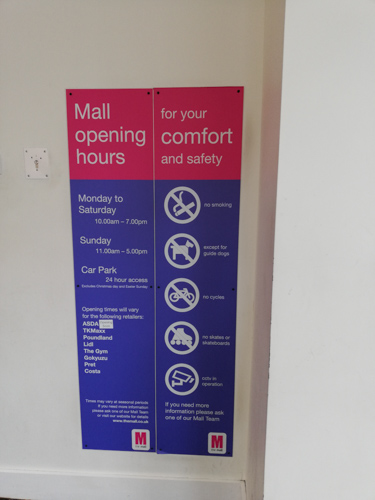 Mall
opening
hours
Monday to
Saturday
10.00am – 7.00pm
Sunday
11.00am – 5.00pm
Car Park
24 hour access
Excludes Christmas day and Easter Sunday
Opening times will vary
for the following retailers:
ASDA
TKMaxx
Poundland
Lidl
The Gym
Gokyuzu
Pret
Costa
Times may vary at seasonal periods
If you need more information
please ask one of our Mall Team
or visit our website for details
www.themall.co.uk
M
for your
comfort
and safety
no smoking
except for
guide dogs
no cycles
no skates or
skateboards
cctv in
operation
If you need more
information please ask
one of our Mall Team
M